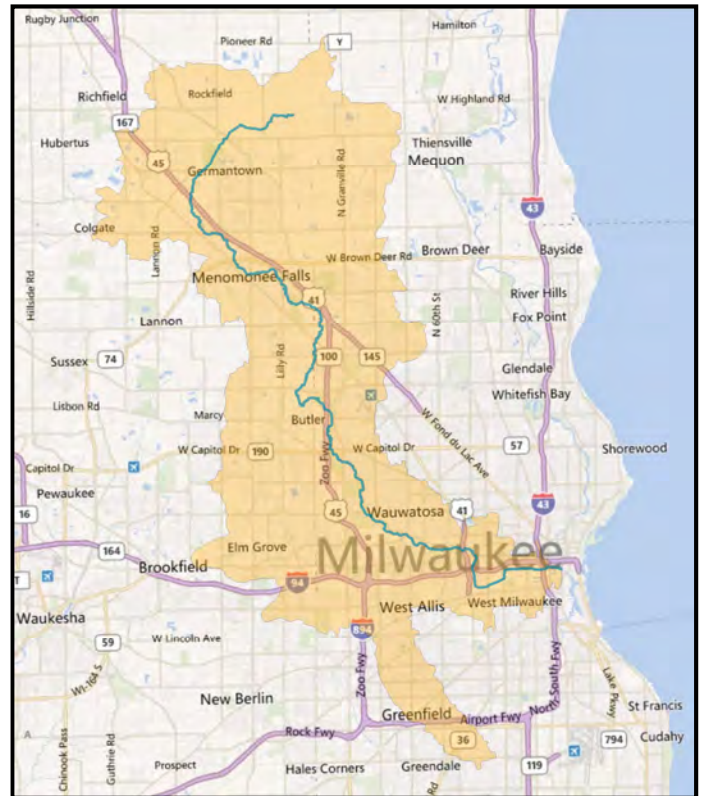 Rugby Junction
Hamilton
Pioneer Rd
Y
Richfield
Rockfield
W Highland Rd
167
Hubertus
Thiensville
Mequon
45
Germantown
N Granville Rd
43
Colgate
Lannon Rd
W Brown Deer Rd
Brown Deer
Bayside
Hillside Rd
Menomonee Falls
41
River Hills
Fox Point
Lannon
N 60th St
Lilly Rd
100
145
Sussex
74
Glendale
Whitefish Bay
Lisbon Rd
Marcy
Butler
W Fond du Lac Ave
W Capitol Dr
190
W Capitol Dr
57
Shorewood
Capitol Dr
Zoo Fwy
Pewaukee
16
45
Wauwatosa
41
43
164
Elm Grove
Milwaukee
Brookfield
94
T
West Allis
West Milwaukee
Waukesha
59
W Lincoln Ave
894
WI-164 S
Zoo Fwy
North-South Fwy
Lake Pkwy
New Berlin
Greenfield
Airport Fwy
St Francis
Rock Fwy
36
794
Cudahy
Chinook Pass
Guthrie Rd
Prospect
Hales Corners
Greendale
119
Rd